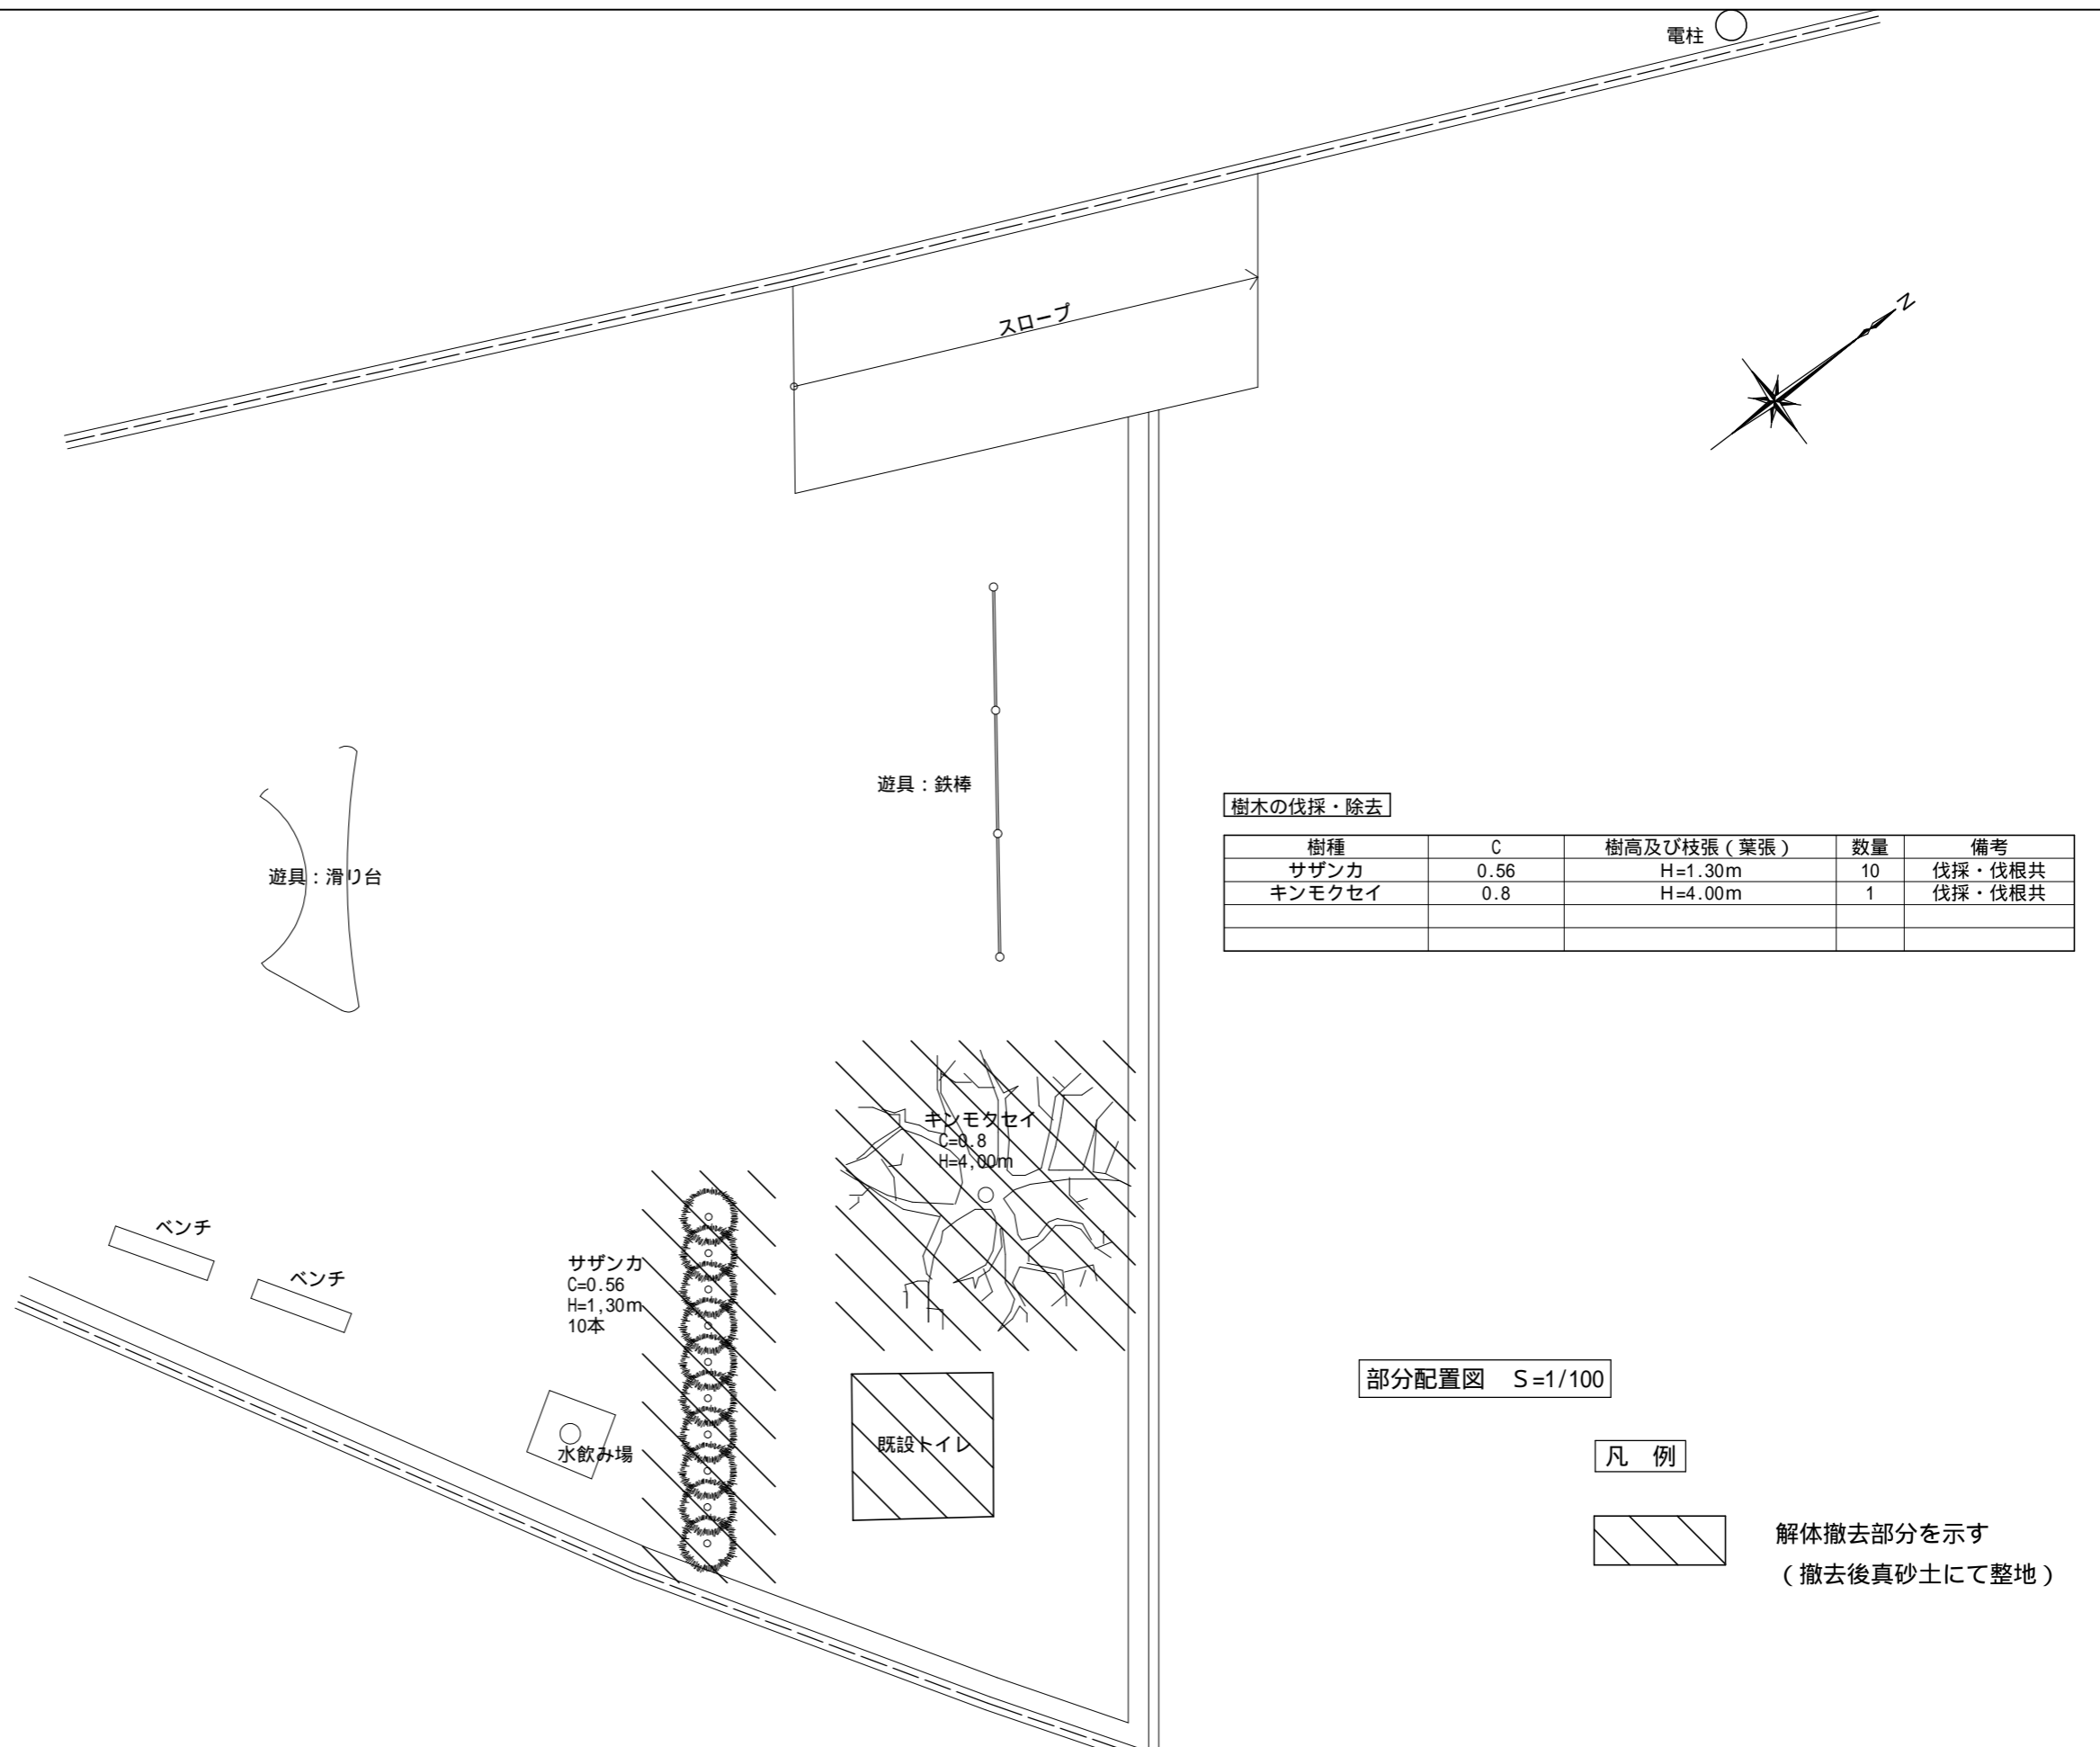 電柱
スロープ
N
遊具：鉄棒
遊具：滑り台
樹木の伐採・除去
樹種 C 樹高及び枝張（葉張） 数量 備考
サザンカ 0.56 H=1.30m 10 伐採・伐根共
キンモクセイ 0.8 H=4.00m 1 伐採・伐根共
キンモクセイ
C=0.8
H=4,00m
ベンチ
ベンチ
サザンカ
C=0.56
H=1,30m
10本
水飲み場
既設トイレ
部分配置図　S=1/100
凡　例
解体撤去部分を示す
（撤去後真砂土にて整地）